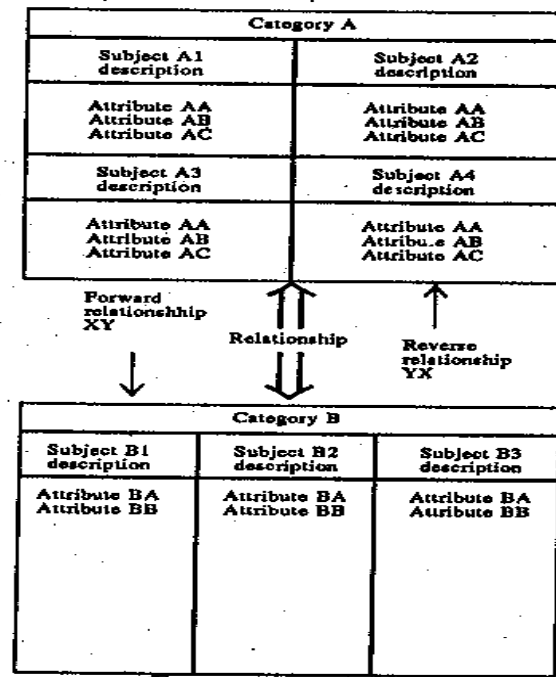 Category A
Subject A1
description
Subject A2
description
Attribute AA
Attribute AB
Attribute AC
Attribute AA
Attribute AB
Attribute AC
Subject A3
description
Subject A4
description
Attribute AA
Attribute AB
Attribute AC
Attribute AA
Attribu.e AB
Attribute AC
Forward
relationshhip
XY
Relationship
Reverse
relationship
YX
Category B
Subject B1
description
Subject B2
description
Subject B3
description
Attribute BA
Attribute BB
Attribute BA
Attribute BB
Attribute BA
Attribute BB